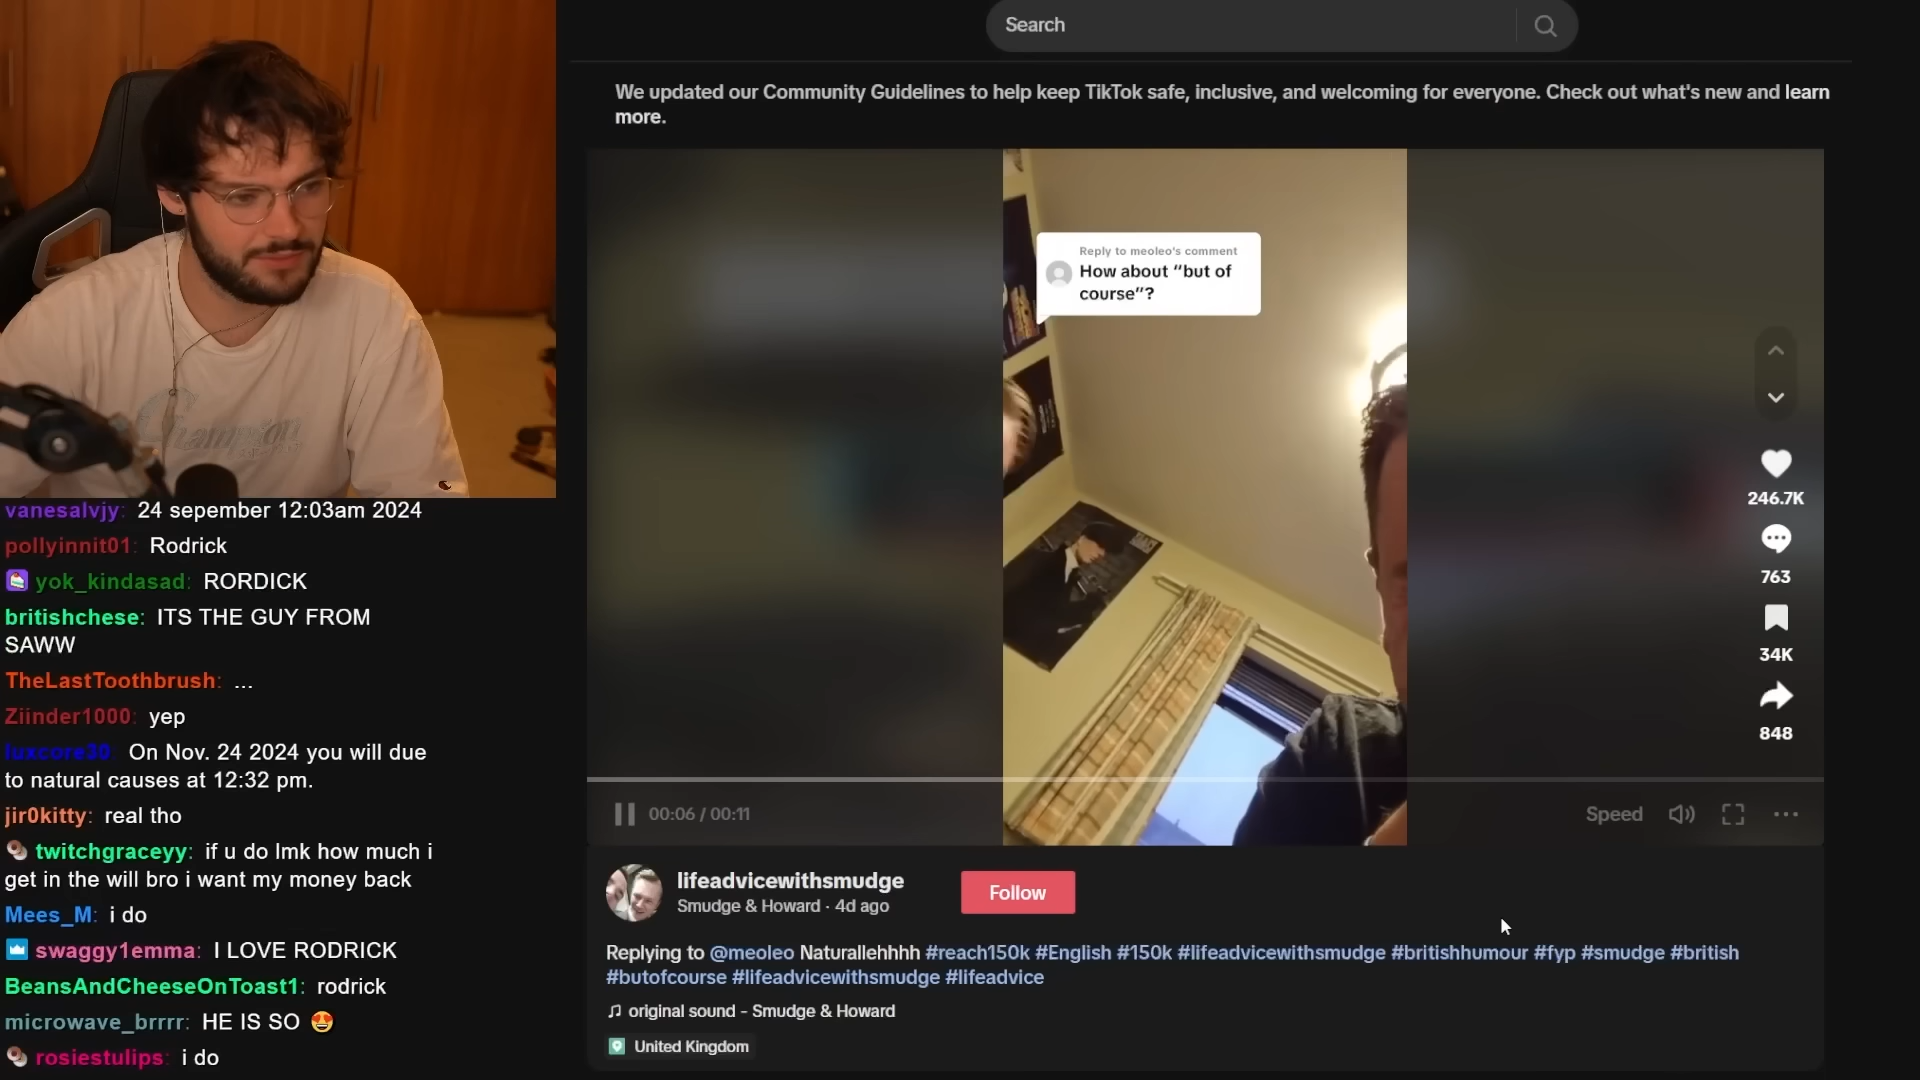 Search
We updated our Community Guidelines to help keep TikTok safe, inclusive, and welcoming for everyone. Check out what's new and learn
more.
Reply to meoleo's comment
How about “but of
course”?
246.7K
763
34K
848
00:06 / 00:11
Speed
lifeadvicewithsmudge
Smudge & Howard · 4d ago
Follow
Replying to @meoleo Naturallehhhh #reach150k #English #150k #lifeadvicewithsmudge #britishhumour #fyp #smudge #british
#butofcourse #lifeadvicewithsmudge #lifeadvice
original sound - Smudge & Howard
United Kingdom
Champion
vanesalvjy: 24 sepember 12:03am 2024
pollyinnit01: Rodrick
yok_kindasad: RORDICK
britishchese: ITS THE GUY FROM
SAWW
TheLastToothbrush: ...
Ziinder1000: yep
luxcore30: On Nov. 24 2024 you will due
to natural causes at 12:32 pm.
jir0kitty: real tho
twitchgraceyy: if u do lmk how much i
get in the will bro i want my money back
Mees_M: i do
swaggy1emma: I LOVE RODRICK
BeansAndCheeseOnToast1: rodrick
microwave_brrrr: HE IS SO 😍
rosiestulips: i do